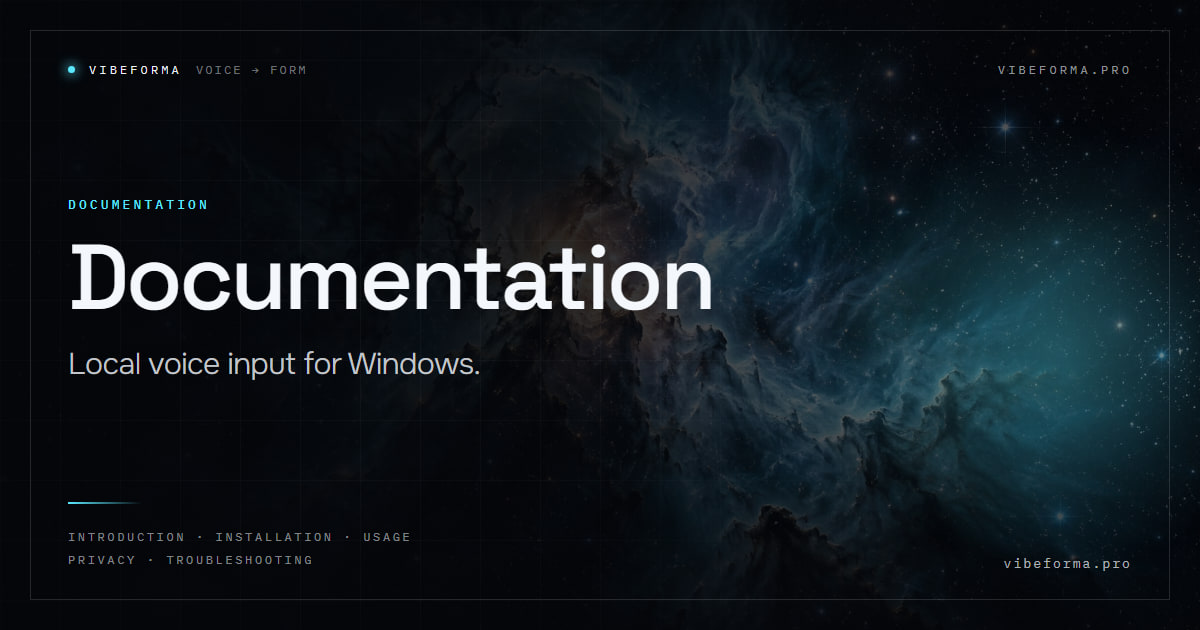 VIBEFORMA VOICE → FORM
VIBEFORMA.PRO
DOCUMENTATION
Documentation
Local voice input for Windows.
INTRODUCTION · INSTALLATION · USAGE
PRIVACY · TROUBLESHOOTING
vibeforma.pro